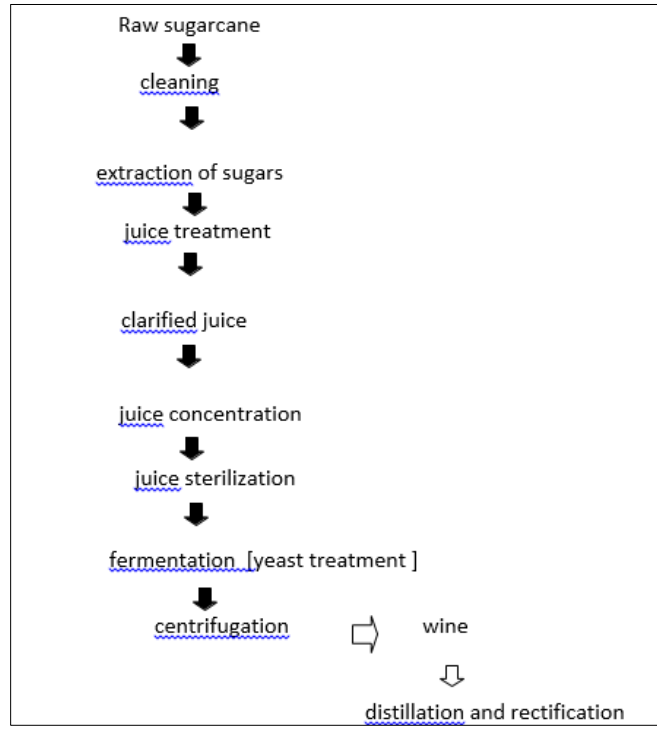 Raw sugarcane
cleaning
extraction of sugars
juice treatment
clarified juice
juice concentration
juice sterilization
fermentation [yeast treatment ]
centrifugation wine
distillation and rectification